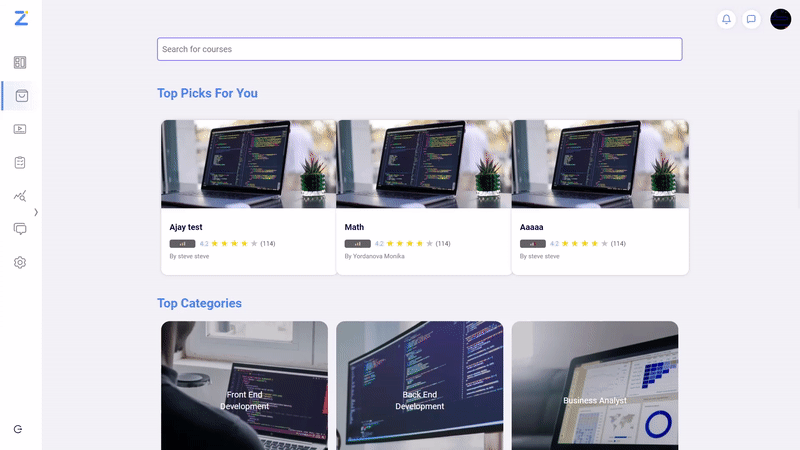 Z
Search for courses
Top Picks For You
Ajay test
4.2 (114)
By steve steve
Math
4.2 (114)
By Yordanova Monika
Aaaaa
4.2 (114)
By steve steve
Top Categories
Front End
Development
Back End
Development
Business Analyst